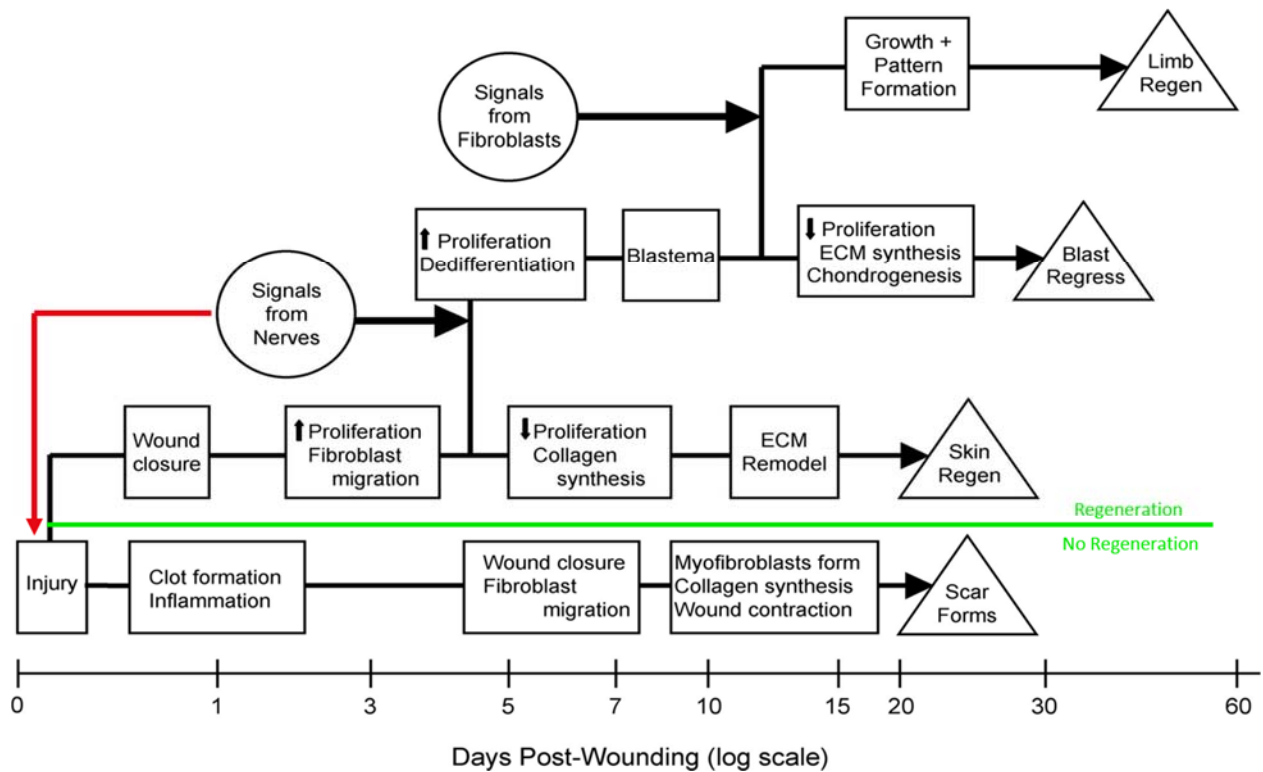 Growth +
Pattern
Formation
Limb
Regen
Signals
from
Fibroblasts
⬆ Proliferation
Dedifferentiation
Blastema
⬇ Proliferation
ECM synthesis
Chondrogenesis
Blast
Regress
Signals
from
Nerves
Wound
closure
⬆ Proliferation
Fibroblast
migration
⬇ Proliferation
Collagen
synthesis
ECM
Remodel
Skin
Regen
Regeneration
No Regeneration
Injury
Clot formation
Inflammation
Wound closure
Fibroblast
migration
Myofibroblasts form
Collagen synthesis
Wound contraction
Scar
Forms
0 1 3 5 7 10 15 20 30 60
Days Post-Wounding (log scale)